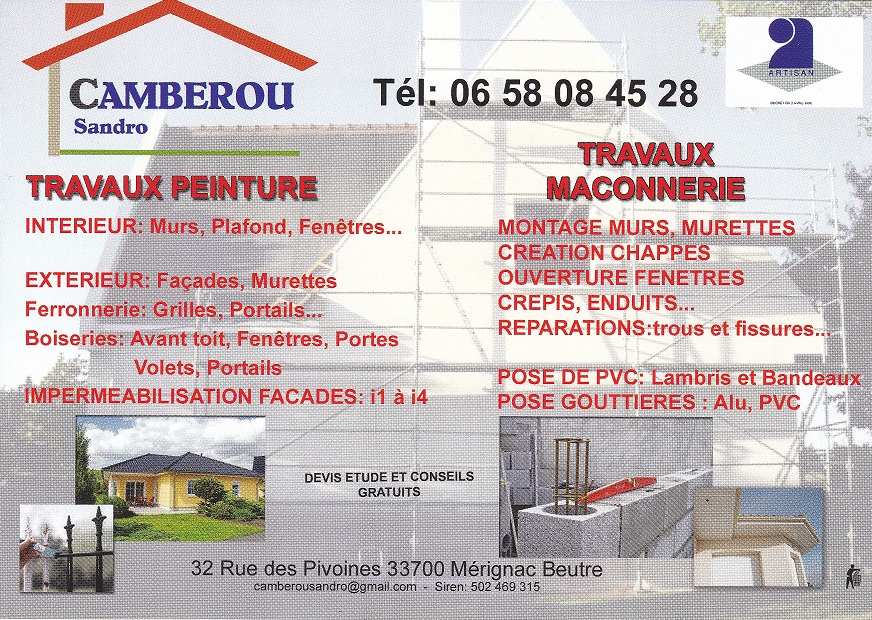 CAMBEROU
Sandro
Tél: 06 58 08 45 28
ARTISAN
TRAVAUX PEINTURE
INTERIEUR: Murs, Plafond, Fenêtres...
EXTERIEUR: Façades, Murettes
Ferronnerie: Grilles, Portails...
Boiseries: Avant toit, Fenêtres, Portes
Volets, Portails
IMPERMEABILISATION FACADES: i1 à i4
TRAVAUX
MACONNERIE
MONTAGE MURS, MURETTES
CREATION CHAPPES
OUVERTURE FENETRES
CREPIS, ENDUITS...
REPARATIONS:trous et fissures...
POSE DE PVC: Lambris et Bandeaux
POSE GOUTTIERES : Alu, PVC
DEVIS ETUDE ET CONSEILS
GRATUITS
32 Rue des Pivoines 33700 Mérignac Beutre
camberousandro@gmail.com - Siren: 502 469 315